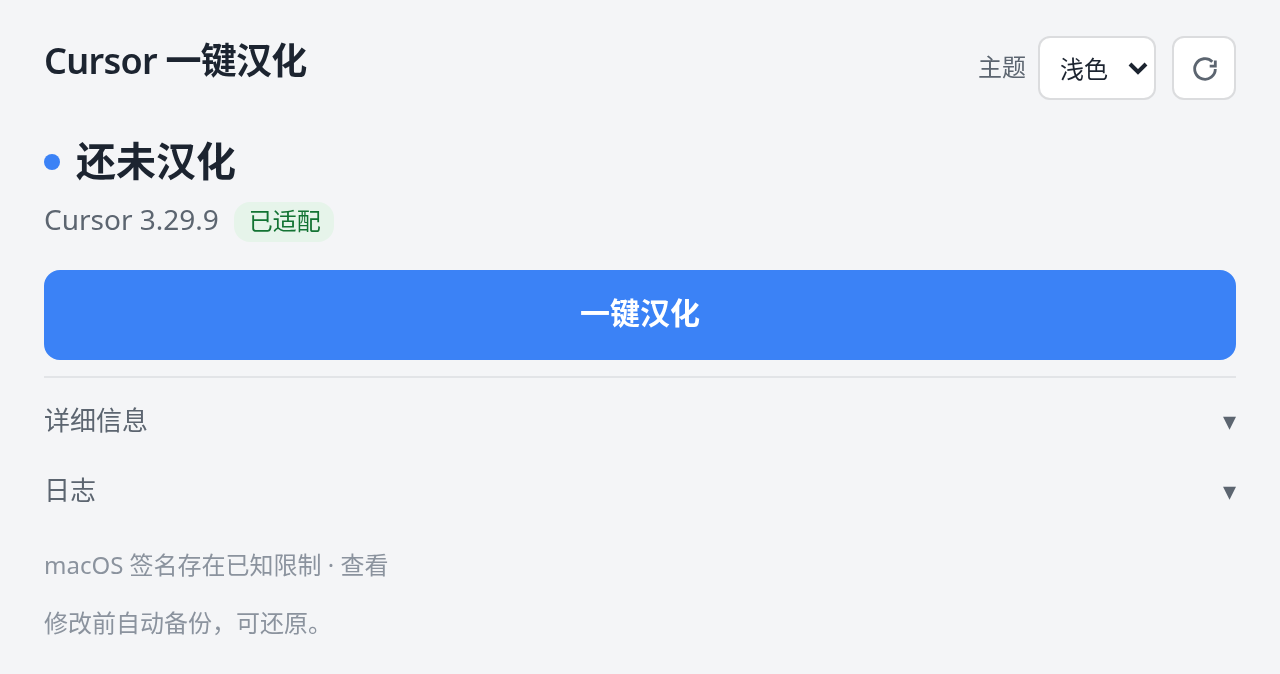 Cursor 一键汉化
主题 浅色
还未汉化
Cursor 3.29.9 已适配
一键汉化
详细信息
日志
macOS 签名存在已知限制 · 查看
修改前自动备份，可还原。